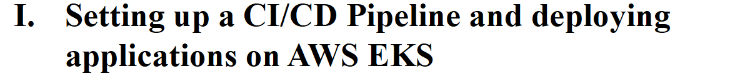 I. Setting up a CI/CD Pipeline and deploying
applications on AWS EKS